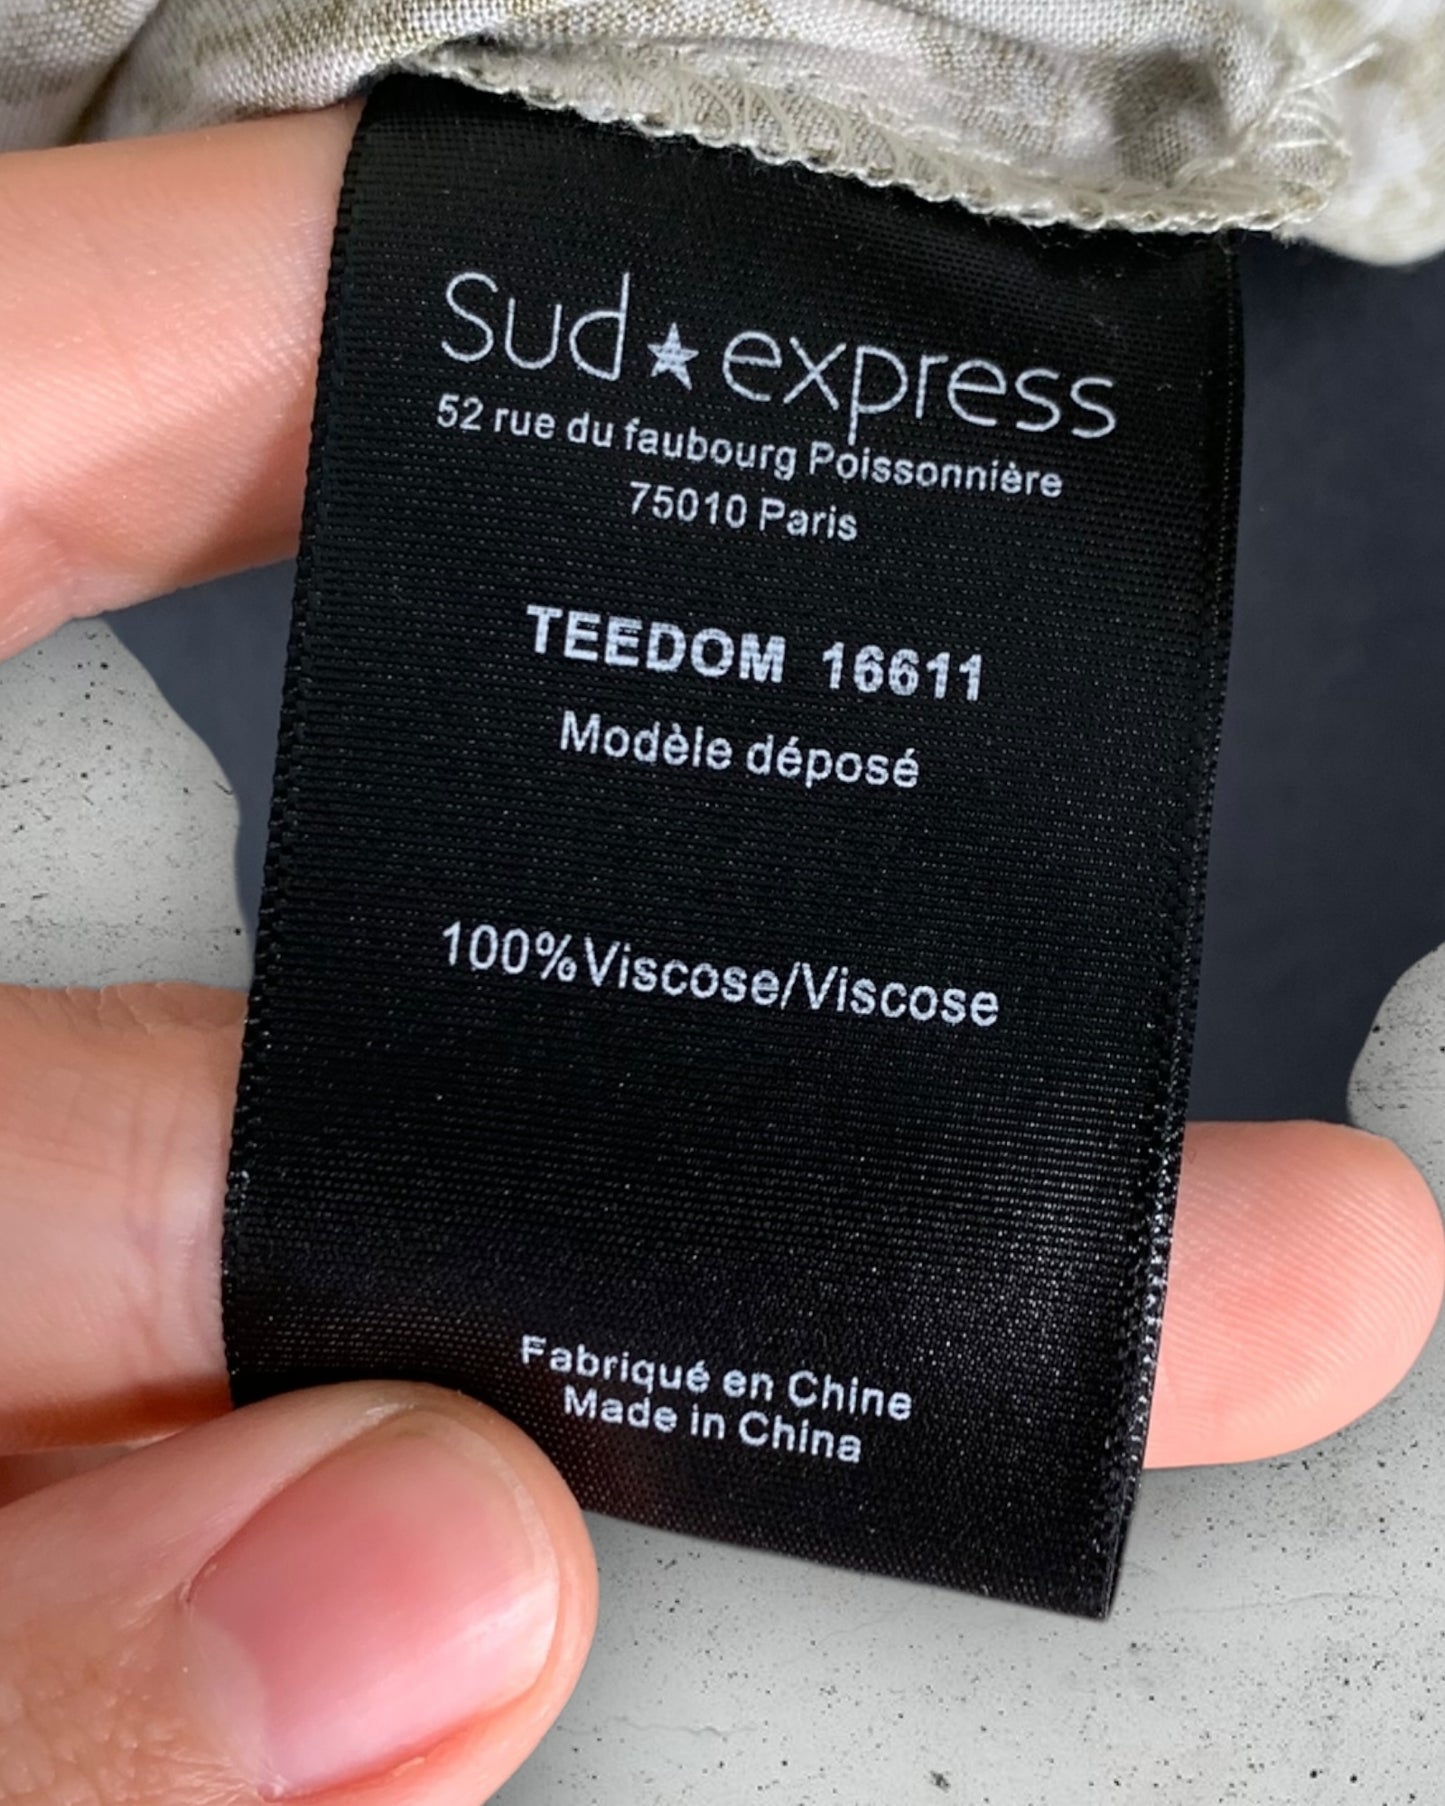 Sud★express
52 rue du faubourg Poissonnière
75010 Paris
TEEDOM 16611
Modèle déposé
100%Viscose/Viscose
Fabriqué en Chine
Made in China